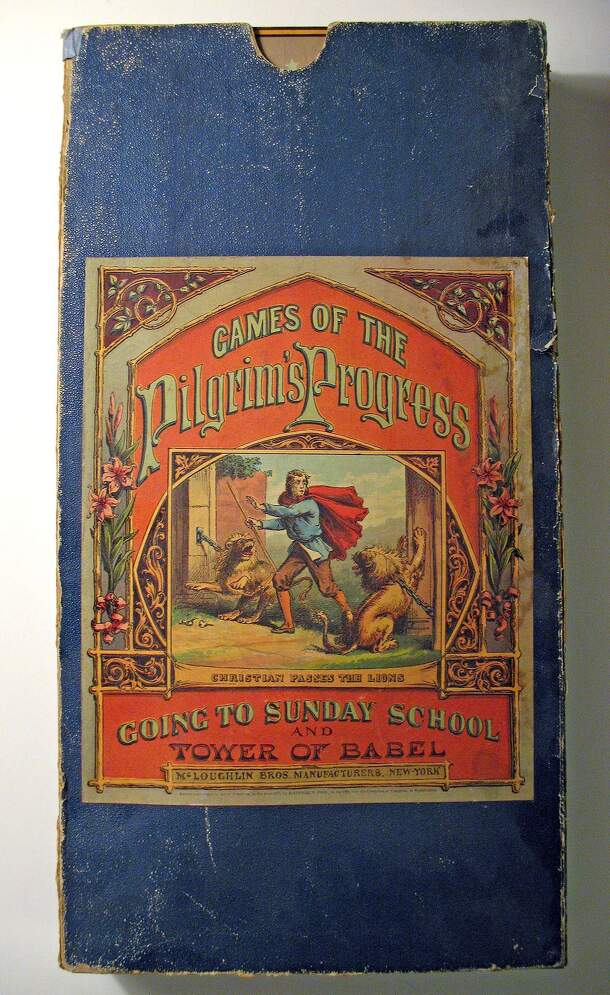 GAMES OF THE
Pilgrim's Progress
CHRISTIAN PASSES THE LIONS
GOING TO SUNDAY SCHOOL
AND
TOWER OF BABEL
McLOUGHLIN BROS. MANUFACTURERS, NEW-YORK